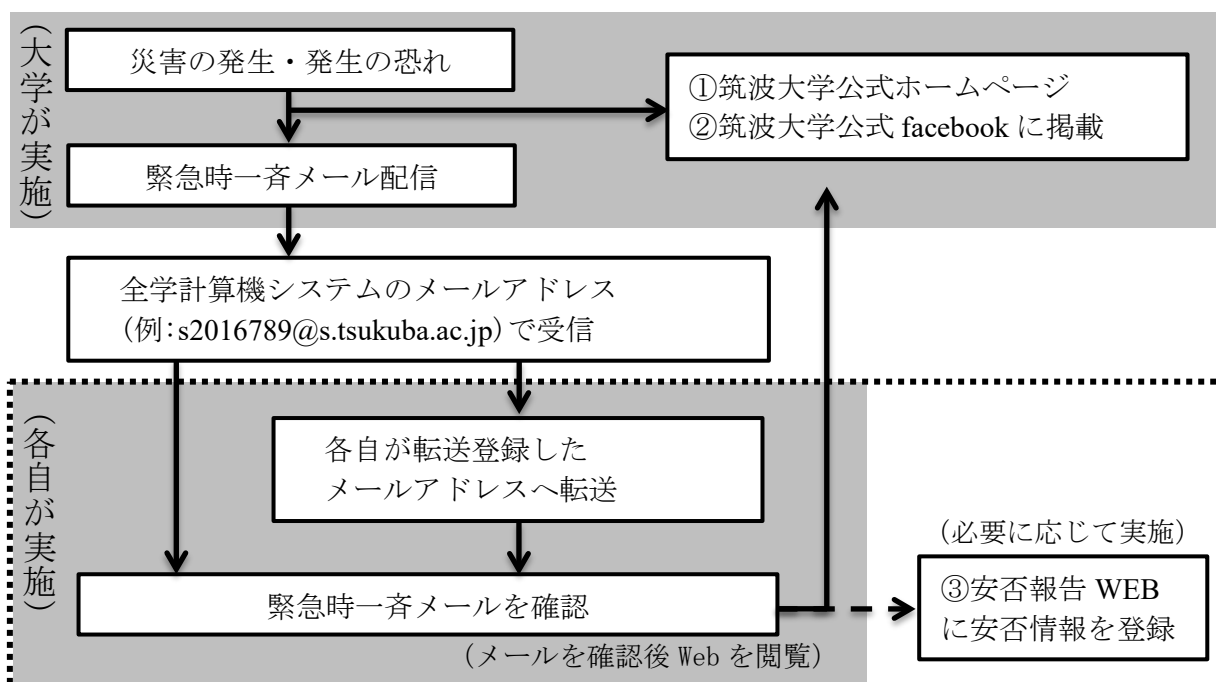 (大学が実施)
災害の発生・発生の恐れ
①筑波大学公式ホームページ
②筑波大学公式 facebook に掲載
緊急時一斉メール配信
全学計算機システムのメールアドレス
(例:s2016789@s.tsukuba.ac.jp)で受信
(各自が実施)
各自が転送登録した
メールアドレスへ転送
(必要に応じて実施)
緊急時一斉メールを確認
③安否報告 WEB
に安否情報を登録
(メールを確認後 Web を閲覧)